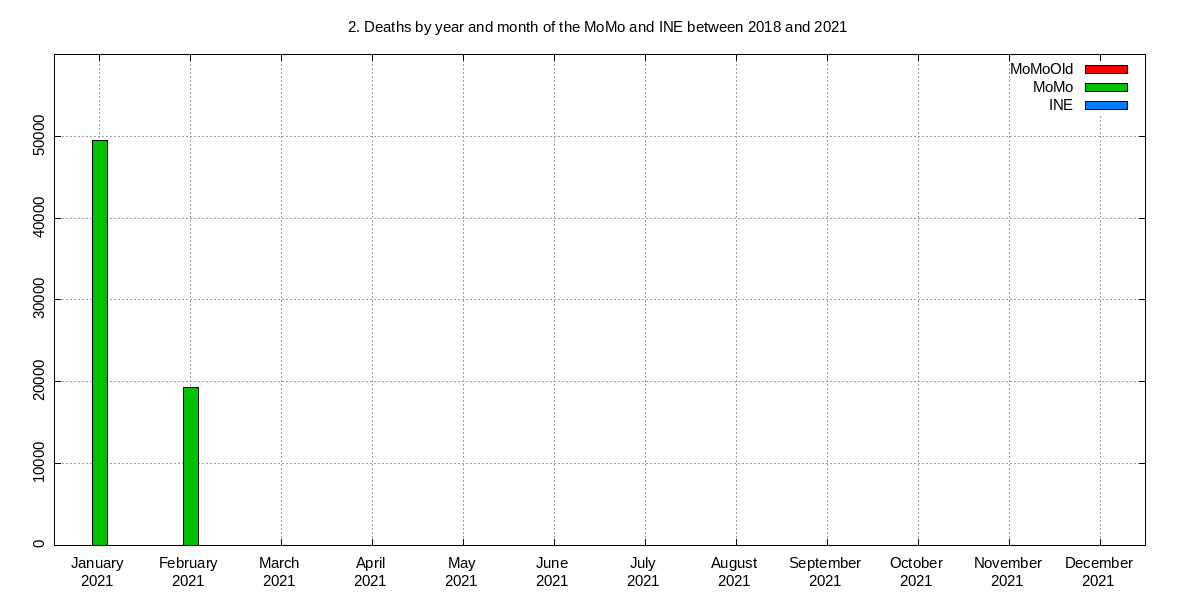 2. Deaths by year and month of the MoMo and INE between 2018 and 2021
MoMoOld
MoMo
INE
50000
40000
30000
20000
10000
0
January February March April May June July August September October November December
2021 2021 2021 2021 2021 2021 2021 2021 2021 2021 2021 2021